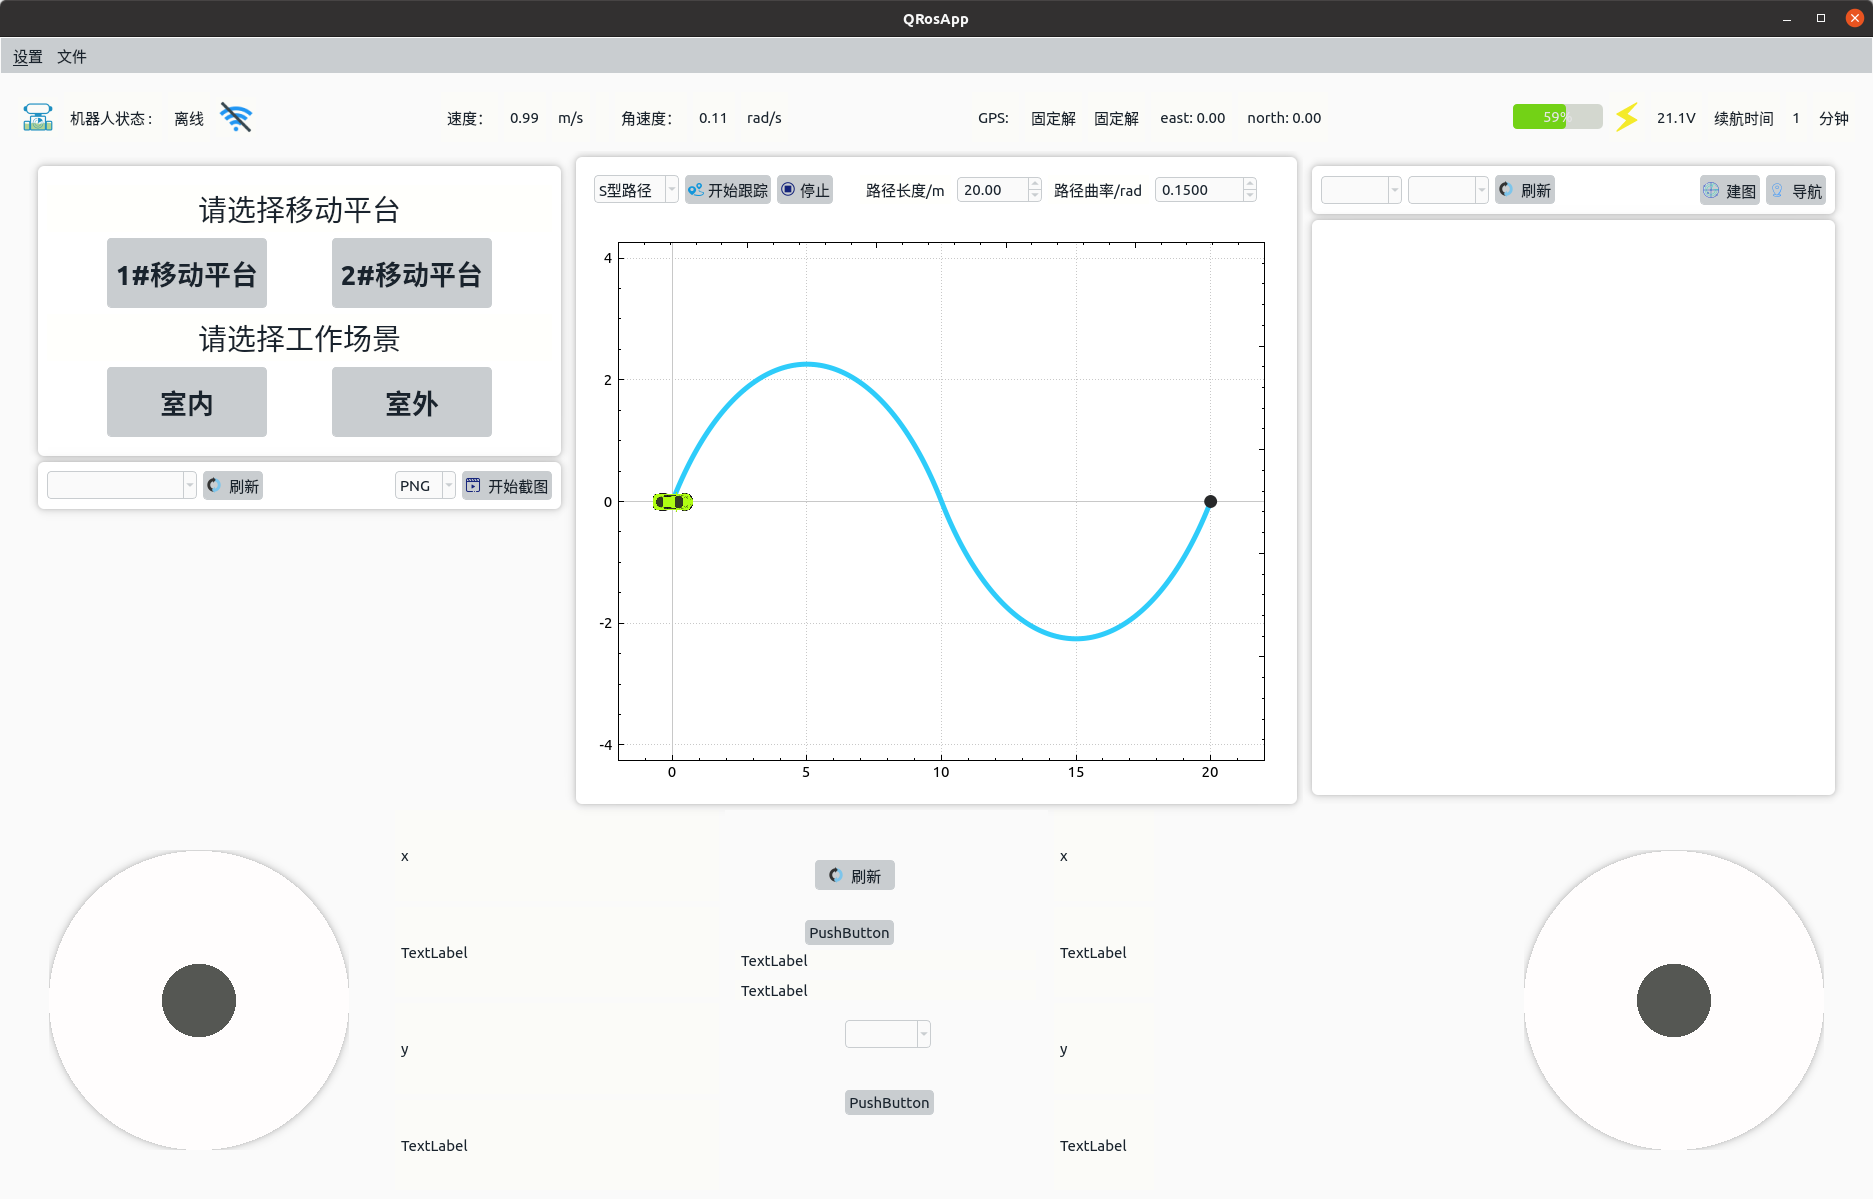 QRosApp
设置 文件
机器人状态： 离线 速度： 0.99 m/s 角速度： 0.11 rad/s GPS: 固定解 固定解 east: 0.00 north: 0.00 59% 21.1V 续航时间 1 分钟
请选择移动平台
1#移动平台 2#移动平台
请选择工作场景
室内 室外
刷新 PNG 开始截图
S型路径 开始跟踪 停止 路径长度/m 20.00 路径曲率/rad 0.1500
4
2
0
-2
-4
0 5 10 15 20
刷新 建图 导航
x
TextLabel
y
TextLabel
刷新
PushButton
TextLabel
TextLabel
PushButton
x
TextLabel
y
TextLabel